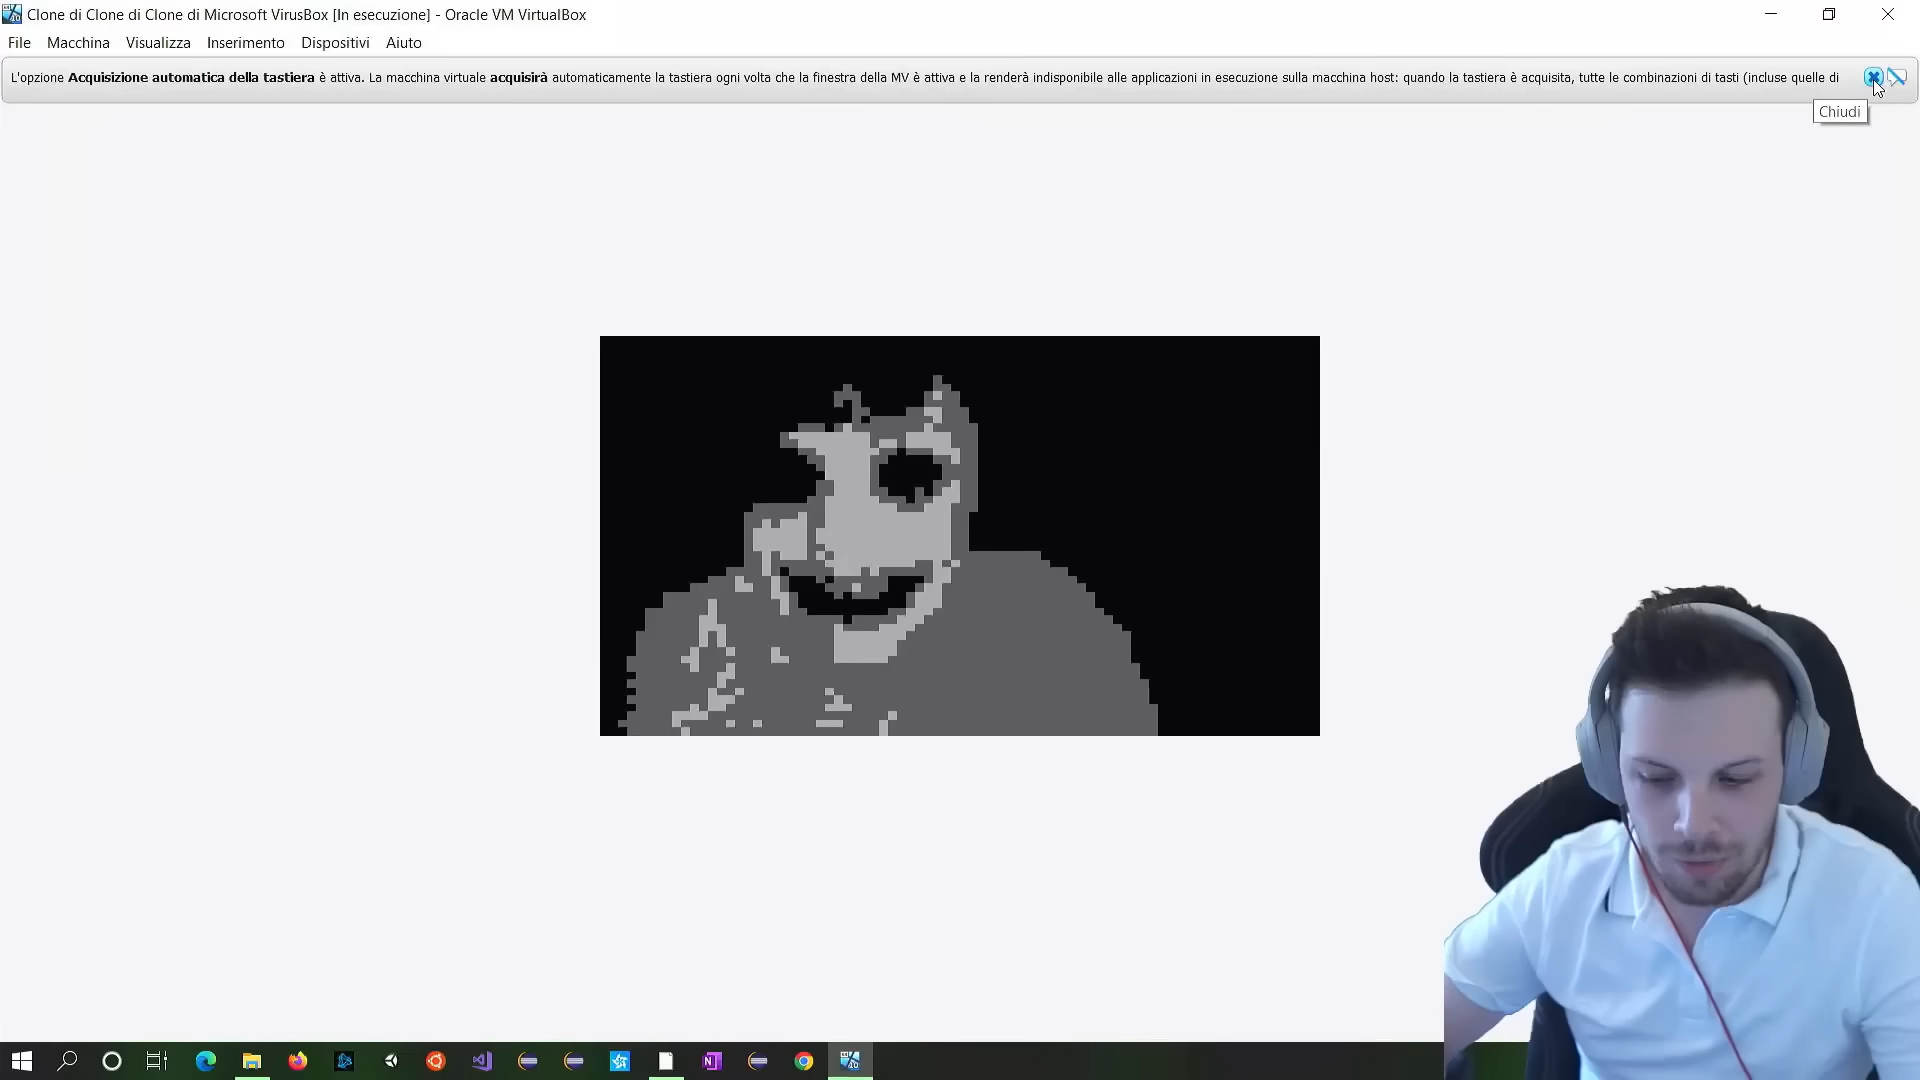 Clone di Clone di Clone di Microsoft VirusBox [In esecuzione] - Oracle VM VirtualBox
File Macchina Visualizza Inserimento Dispositivi Aiuto
L'opzione Acquisizione automatica della tastiera è attiva. La macchina virtuale acquisirà automaticamente la tastiera ogni volta che la finestra della MV è attiva e la renderà indisponibile alle applicazioni in esecuzione sulla macchina host: quando la tastiera è acquisita, tutte le combinazioni di tasti (incluse quelle di
Chiudi